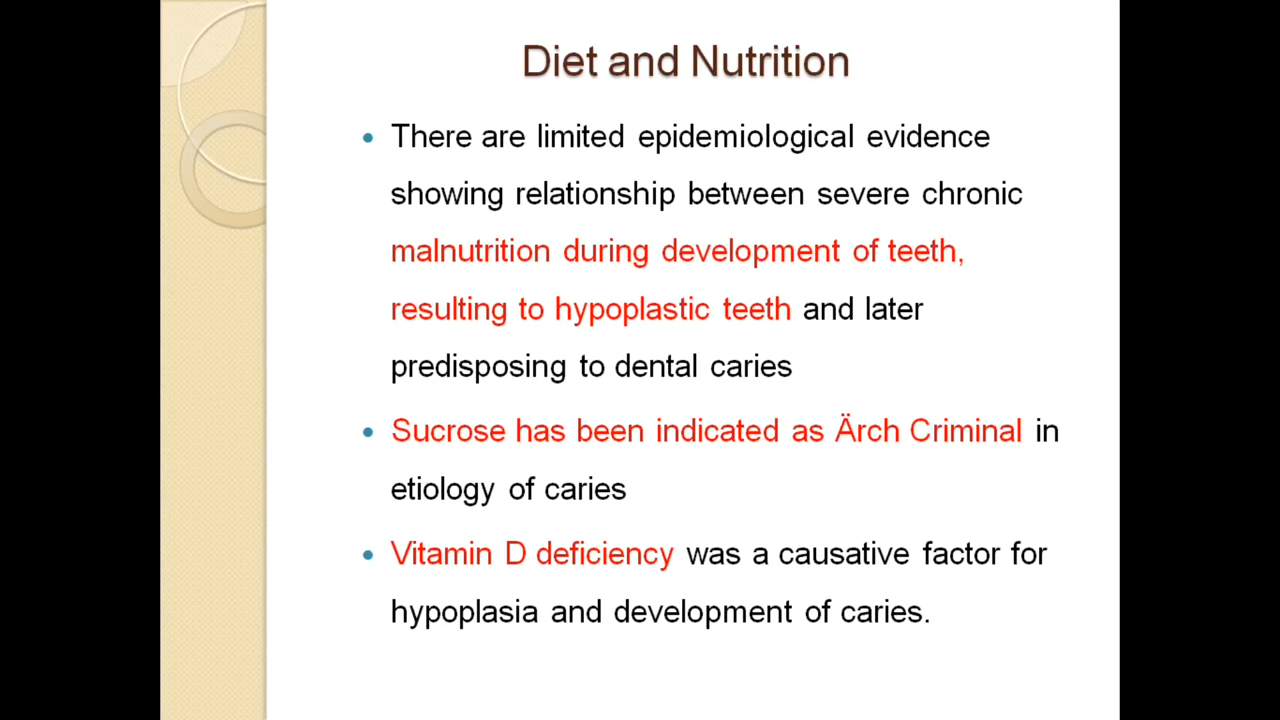 Diet and Nutrition
• There are limited epidemiological evidence
showing relationship between severe chronic
malnutrition during development of teeth,
resulting to hypoplastic teeth and later
predisposing to dental caries
• Sucrose has been indicated as Ärch Criminal in
etiology of caries
• Vitamin D deficiency was a causative factor for
hypoplasia and development of caries.